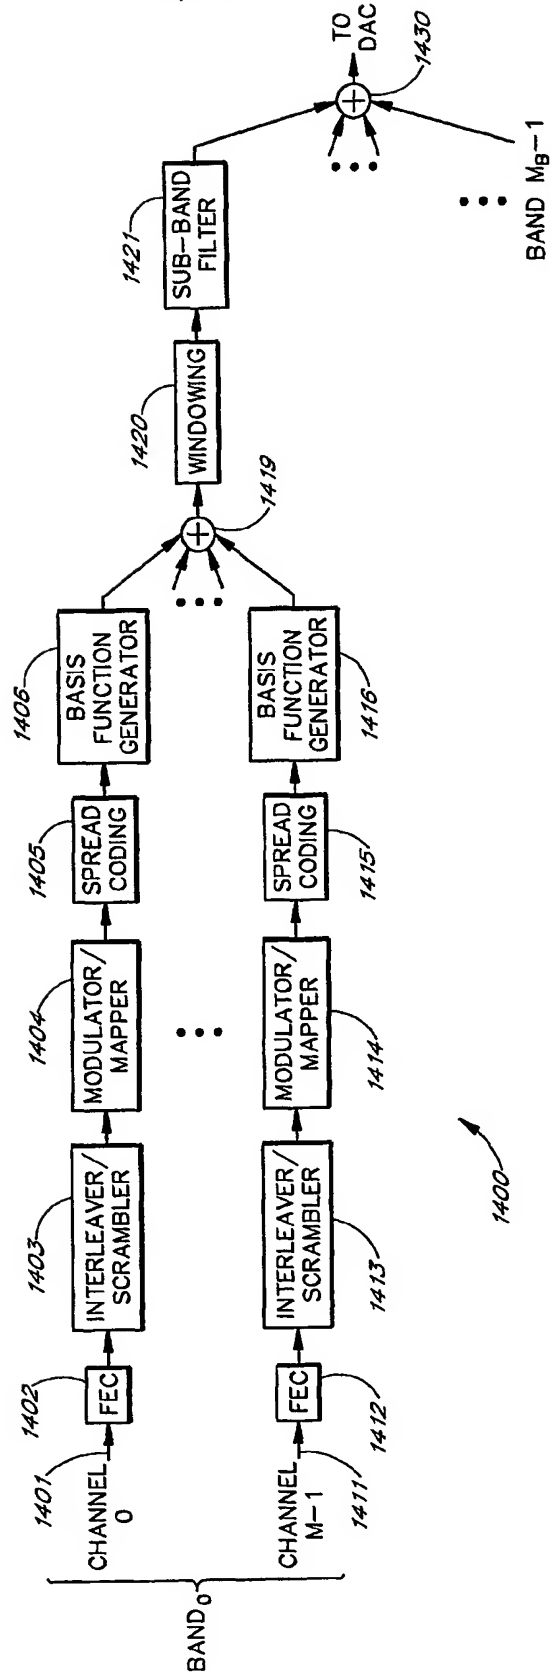 BAND0
CHANNEL
0
1401
FEC
1402
INTERLEAVER/
SCRAMBLER
1403
MODULATOR/
MAPPER
1404
SPREAD
CODING
1405
BASIS
FUNCTION
GENERATOR
1406
CHANNEL
M-1
1411
FEC
1412
INTERLEAVER/
SCRAMBLER
1413
MODULATOR/
MAPPER
1414
SPREAD
CODING
1415
BASIS
FUNCTION
GENERATOR
1416
+
1419
WINDOWING
1420
SUB-BAND
FILTER
1421
+
1430
TO
DAC
BAND MB-1
1400